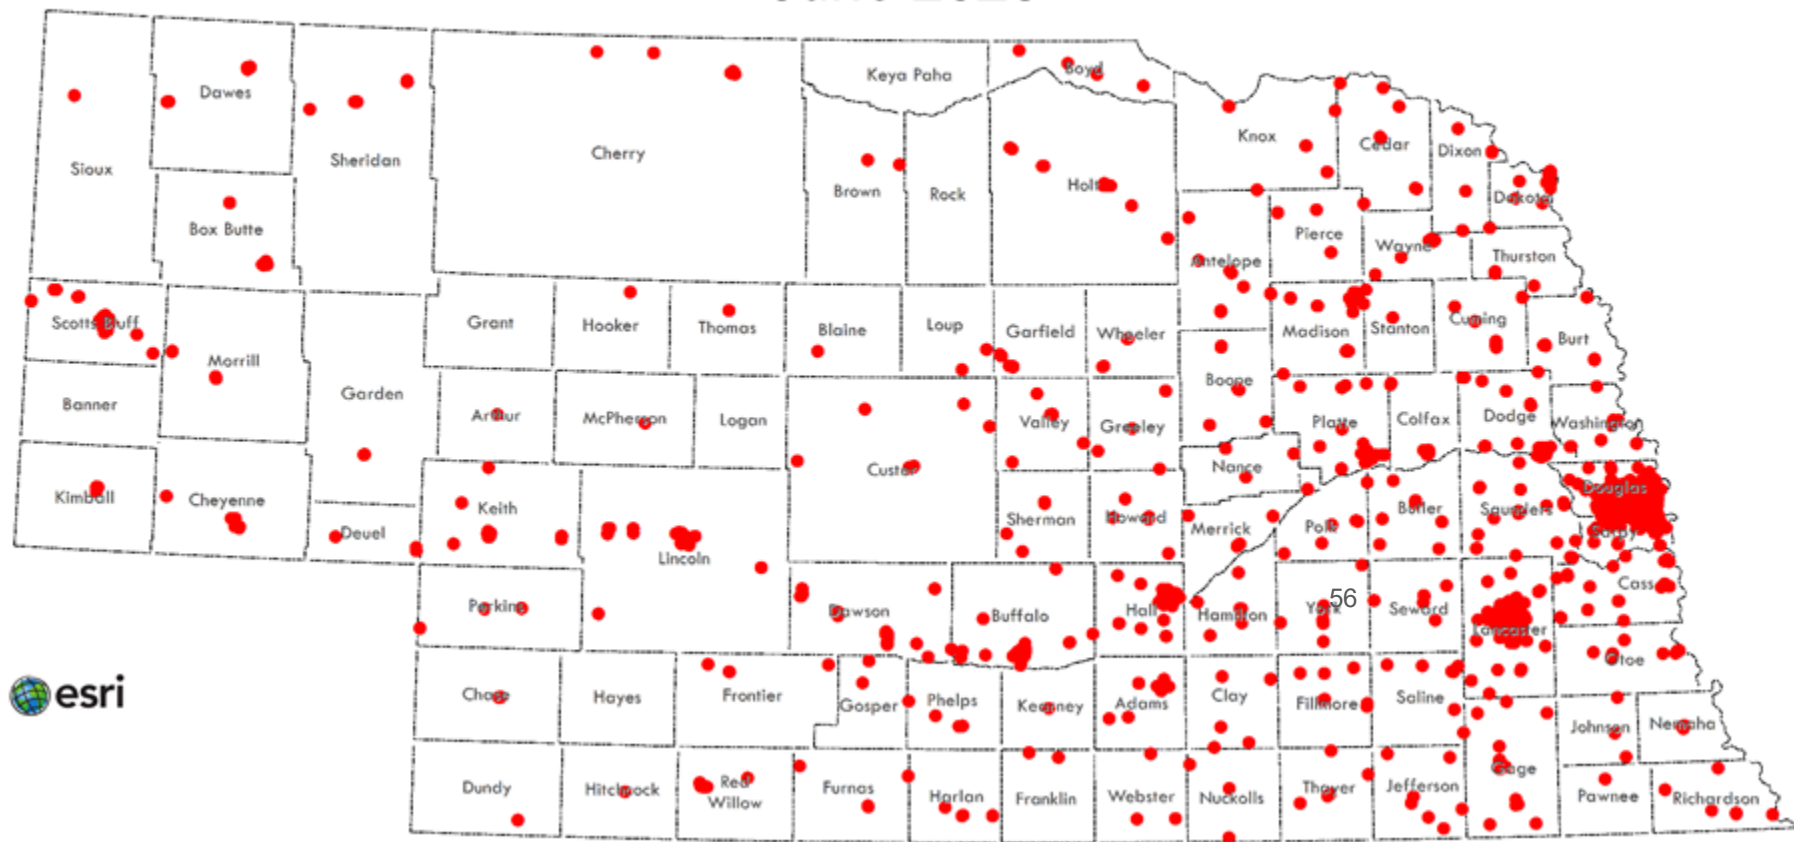 Keya Paha
Boyd
Dawes
Knox
Cedar
Dixon
Sioux
Sheridan
Cherry
Brown
Rock
Holt
Dakota
Box Butte
Pierce
Wayne
Thurston
Antelope
Scotts Bluff
Morrill
Grant
Hooker
Thomas
Blaine
Loup
Garfield
Wheeler
Madison
Stanton
Cuming
Burt
Boone
Banner
Garden
Arthur
McPherson
Logan
Valley
Greeley
Platte
Colfax
Dodge
Washington
Custer
Nance
Kimball
Cheyenne
Keith
Douglas
Deuel
Sherman
Howard
Merrick
Polk
Butler
Saunders
Sarpy
Lincoln
Cass
Perkins
Dawson
Buffalo
Hall
Hamilton
York
56
Seward
Lancaster
Otoe
esri
Chase
Hayes
Frontier
Gosper
Phelps
Kearney
Adams
Clay
Fillmore
Saline
Johnson
Nemaha
Dundy
Hitchcock
Red
Willow
Furnas
Harlan
Franklin
Webster
Nuckolls
Thayer
Jefferson
Gage
Pawnee
Richardson